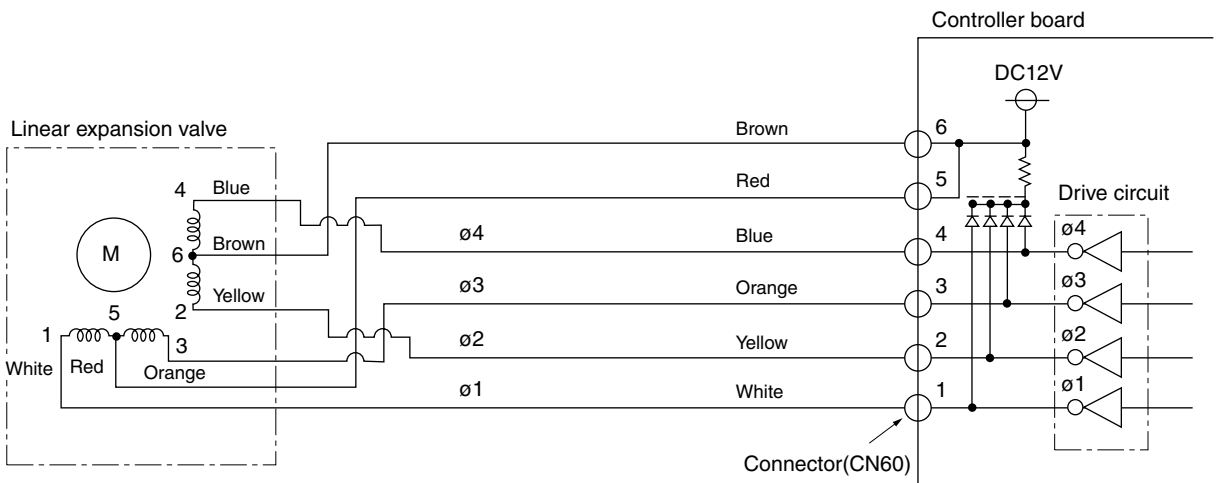 Controller board
DC12V
Linear expansion valve
Brown
6
4
Blue
Red
5
Drive circuit
M
6
Brown
ø4
Blue
4
ø4
Yellow
2
ø3
Orange
3
ø3
5
1
3
White
Red
Orange
ø2
Yellow
2
ø2
ø1
White
1
ø1
Connector(CN60)